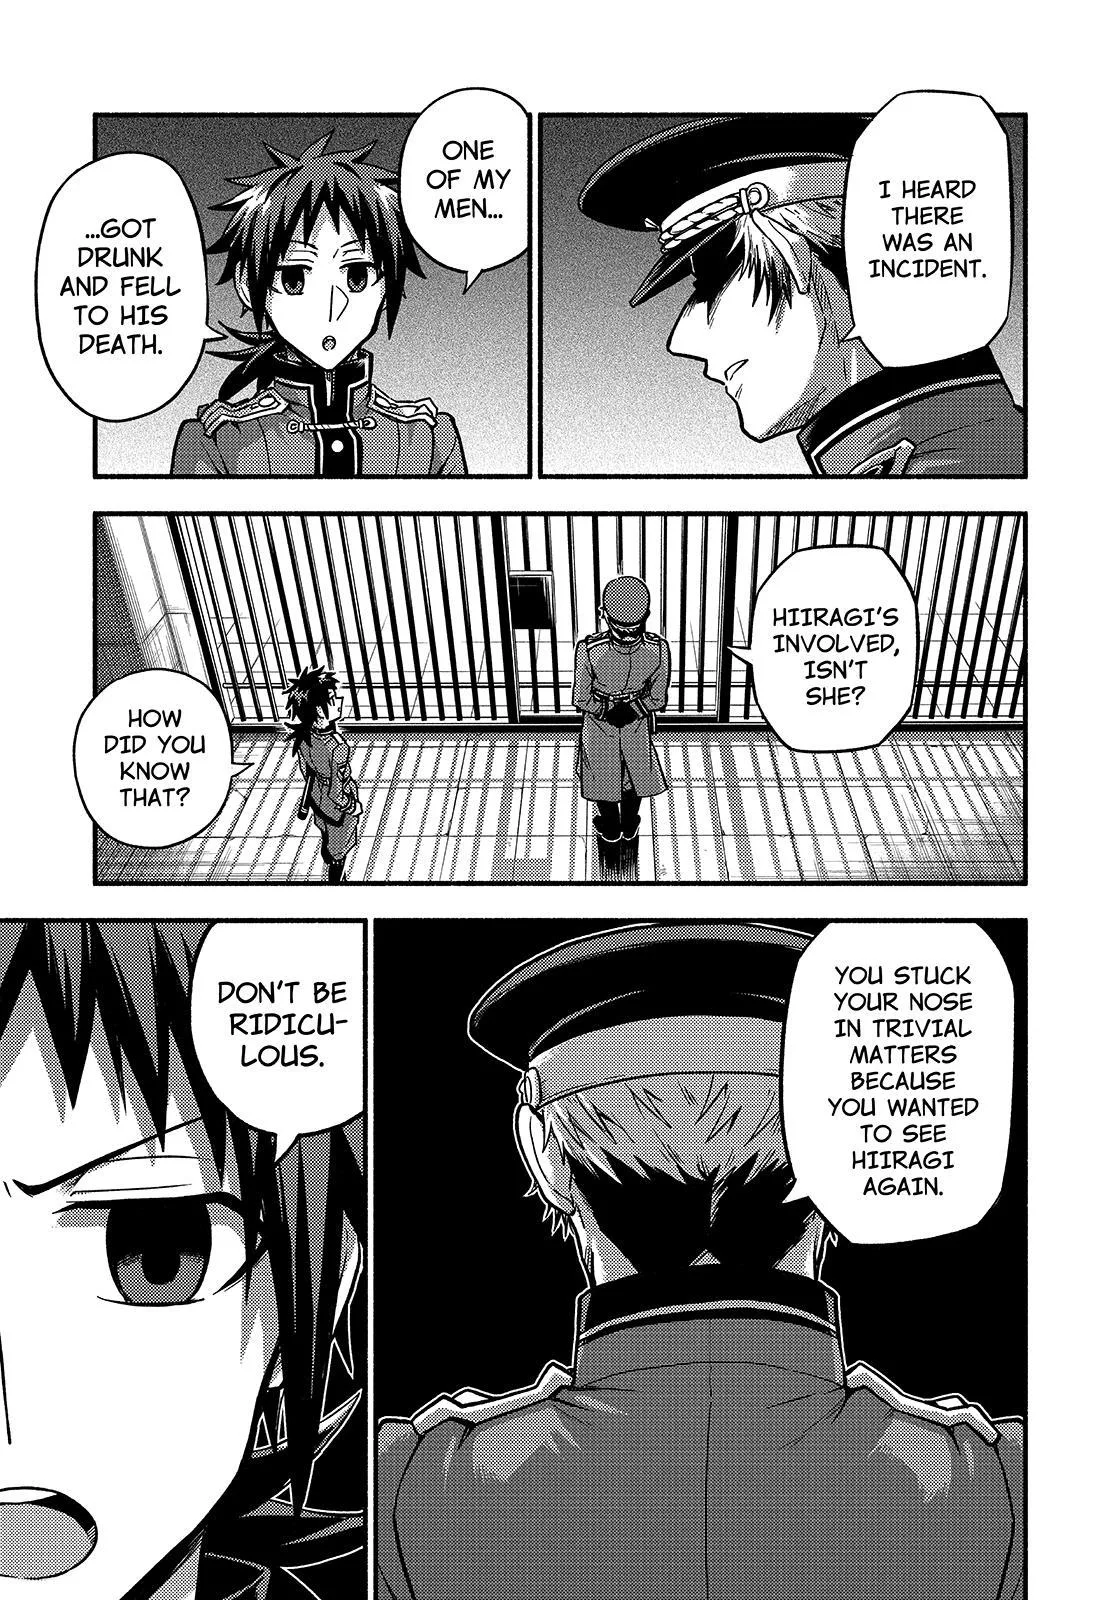 I HEARD
THERE
WAS AN
INCIDENT.
ONE
OF MY
MEN...
...GOT
DRUNK
AND FELL
TO HIS
DEATH.
HIIRAGI'S
INVOLVED,
ISN'T
SHE?
HOW
DID YOU
KNOW
THAT?
YOU STUCK
YOUR NOSE
IN TRIVIAL
MATTERS
BECAUSE
YOU WANTED
TO SEE
HIIRAGI
AGAIN.
DON'T BE
RIDICU-
LOUS.